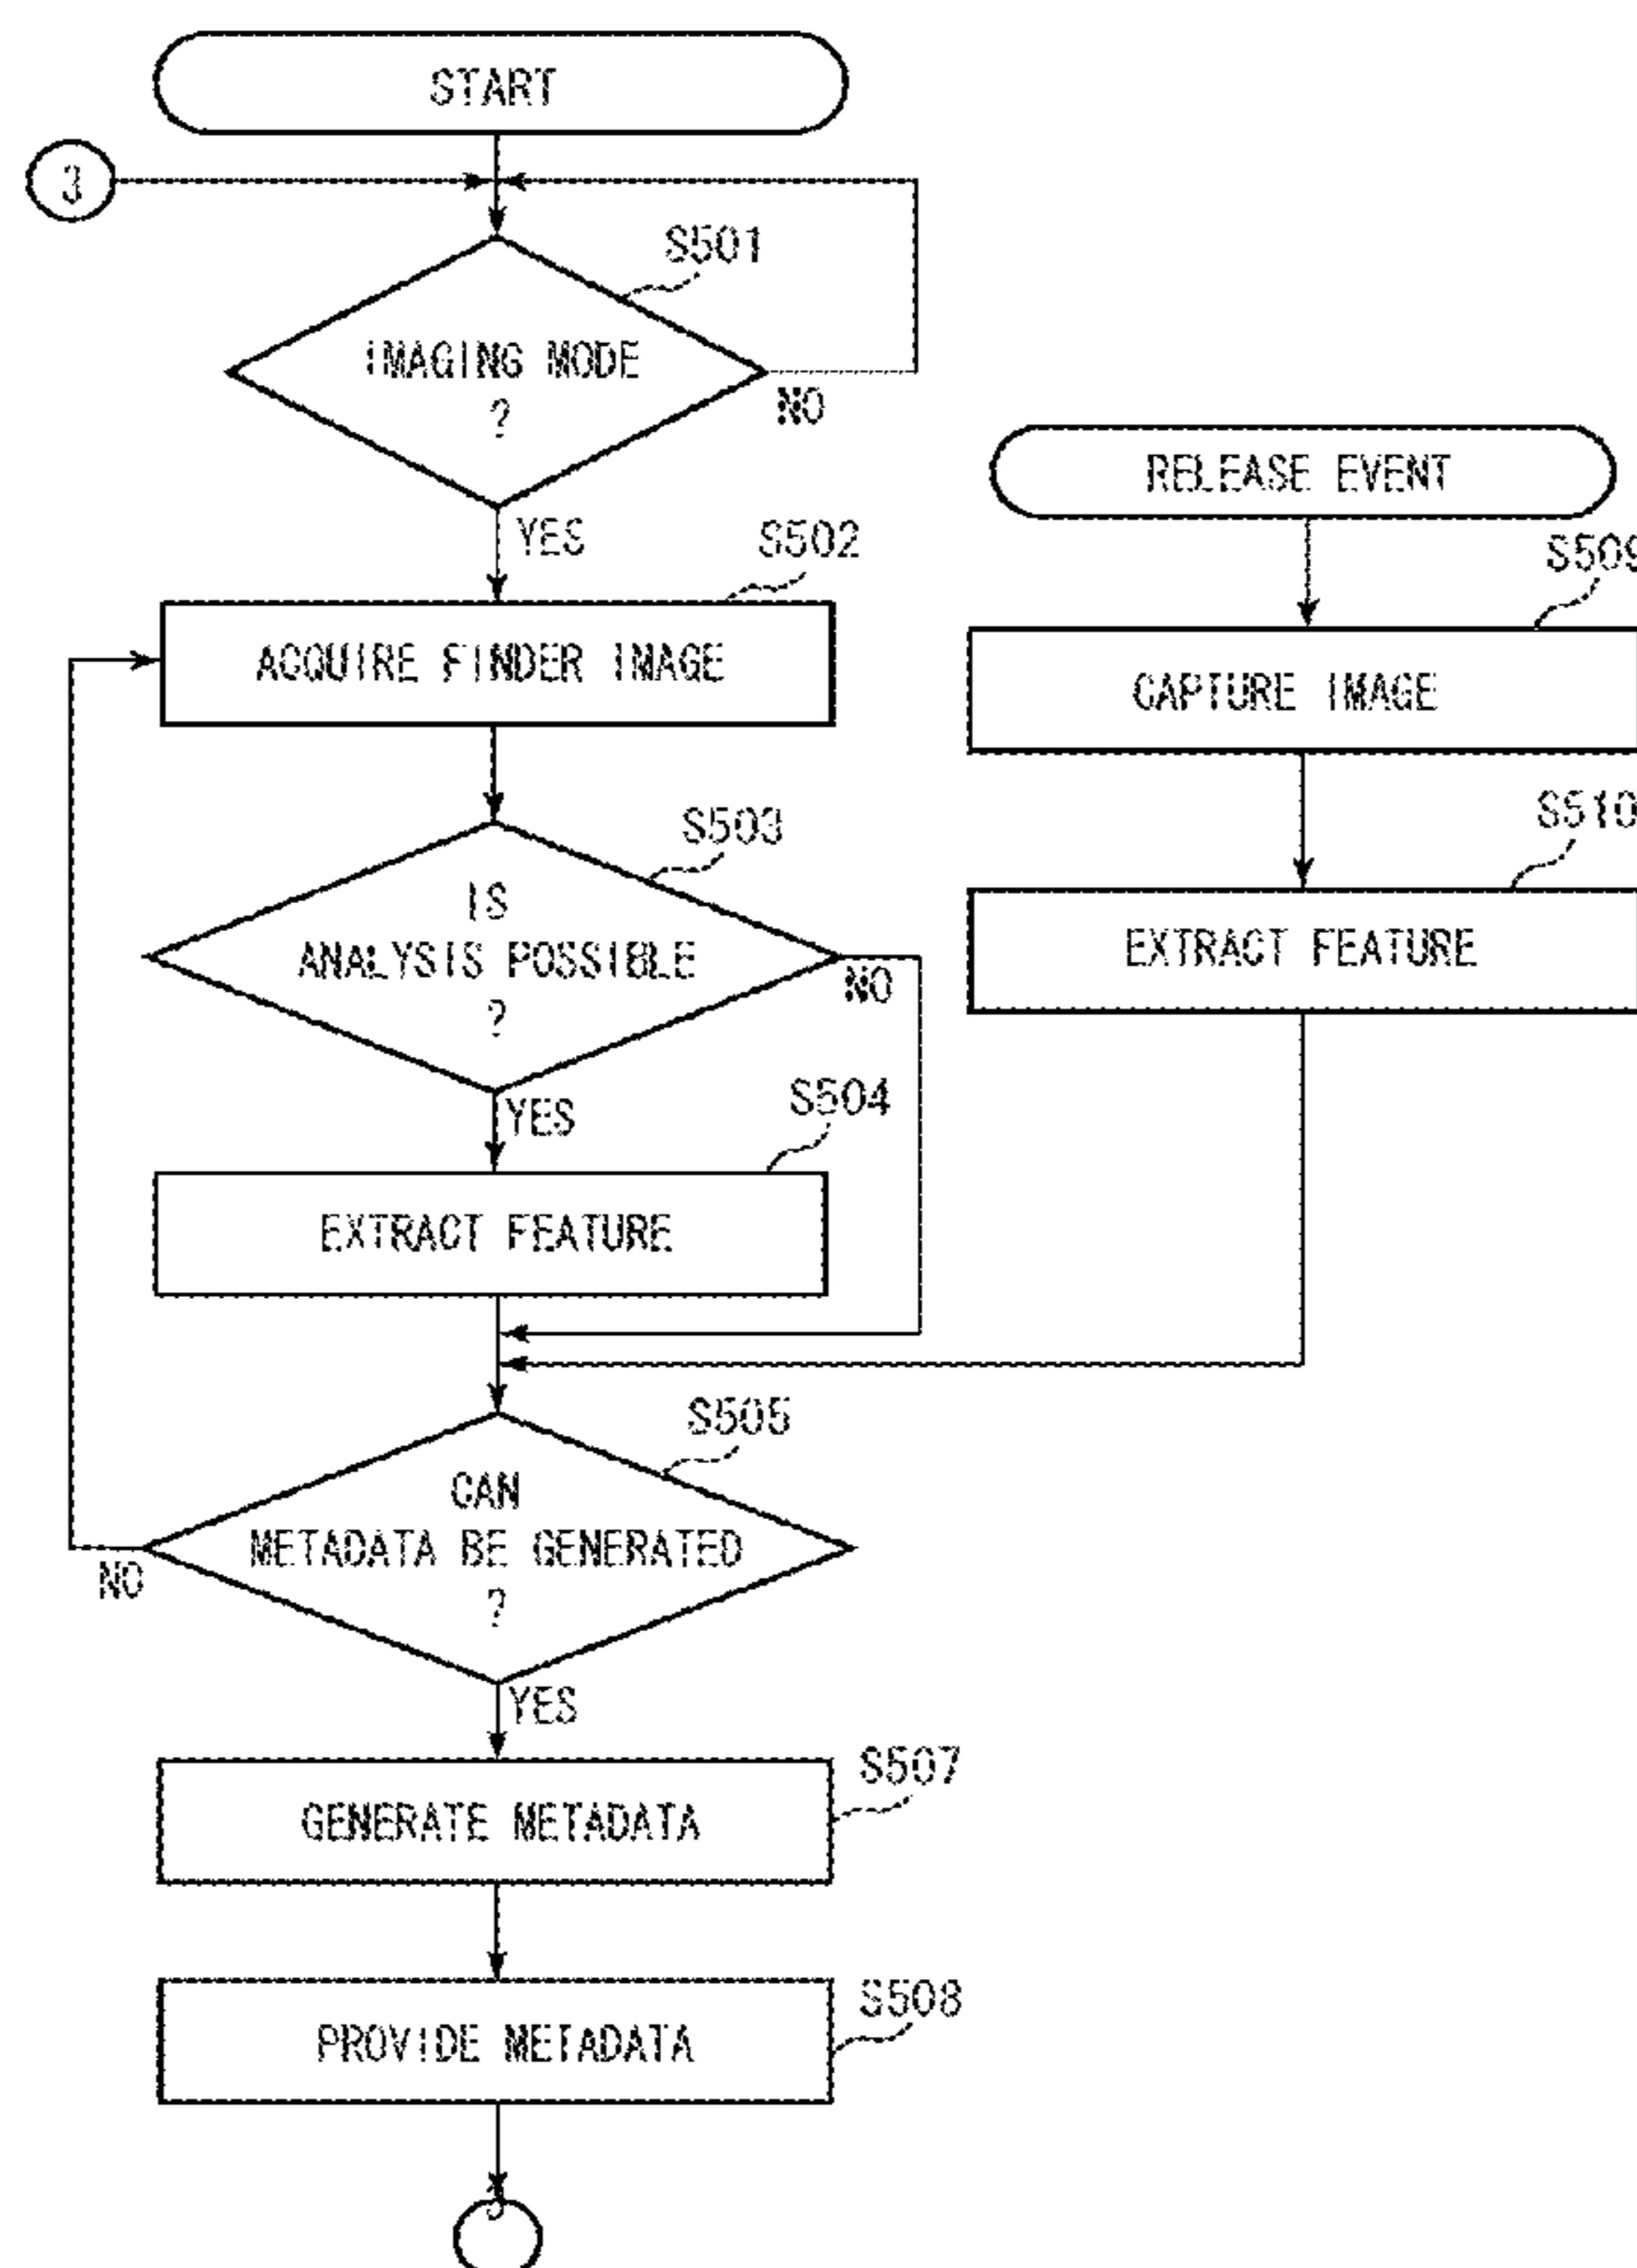 START
3
S501
IMAGING MODE
?
NO
YES
RELEASE EVENT
S502
S509
ACQUIRE FINDER IMAGE
CAPTURE IMAGE
S503
S510
IS
ANALYSIS POSSIBLE
?
NO
EXTRACT FEATURE
YES
S504
EXTRACT FEATURE
S505
CAN
METADATA BE GENERATED
?
NO
YES
S507
GENERATE METADATA
S508
PROVIDE METADATA